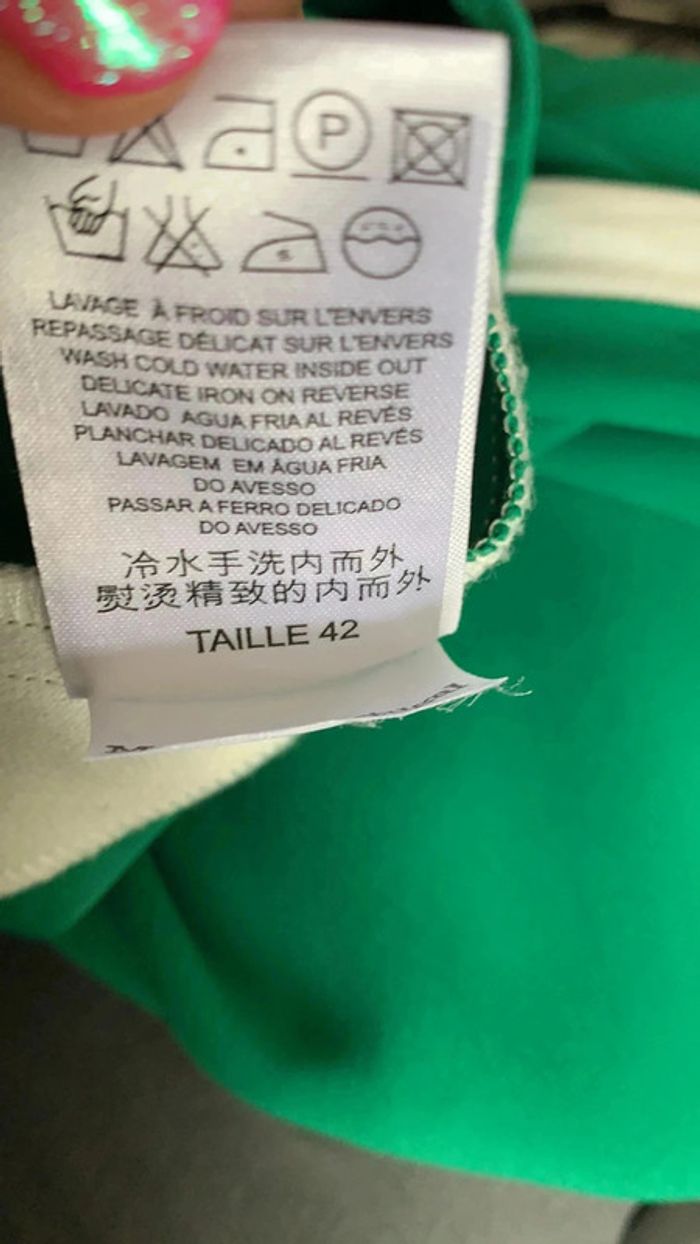 P
LAVAGE À FROID SUR L'ENVERS
REPASSAGE DÉLICAT SUR L'ENVERS
WASH COLD WATER INSIDE OUT
DELICATE IRON ON REVERSE
LAVADO AGUA FRIA AL REVÉS
PLANCHAR DELICADO AL REVÉS
LAVAGEM EM ÁGUA FRIA
DO AVESSO
PASSAR A FERRO DELICADO
DO AVESSO
冷水手洗内而外
熨烫精致的内而外
TAILLE 42